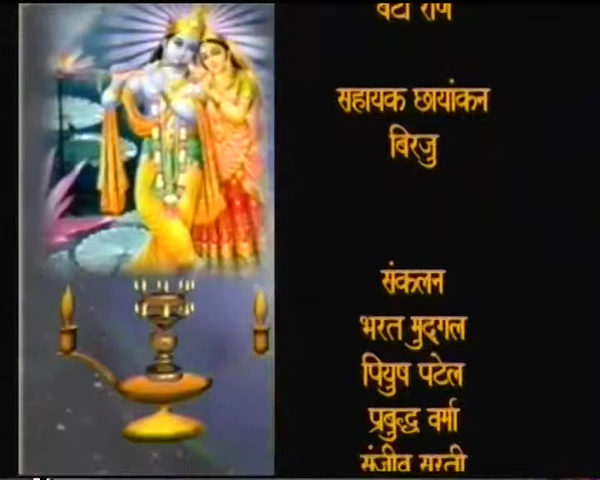 सहायक छायांकन
बिरजु
संकलन
भरत मुद्गल
पियुष पटेल
प्रबुद्ध वर्मा